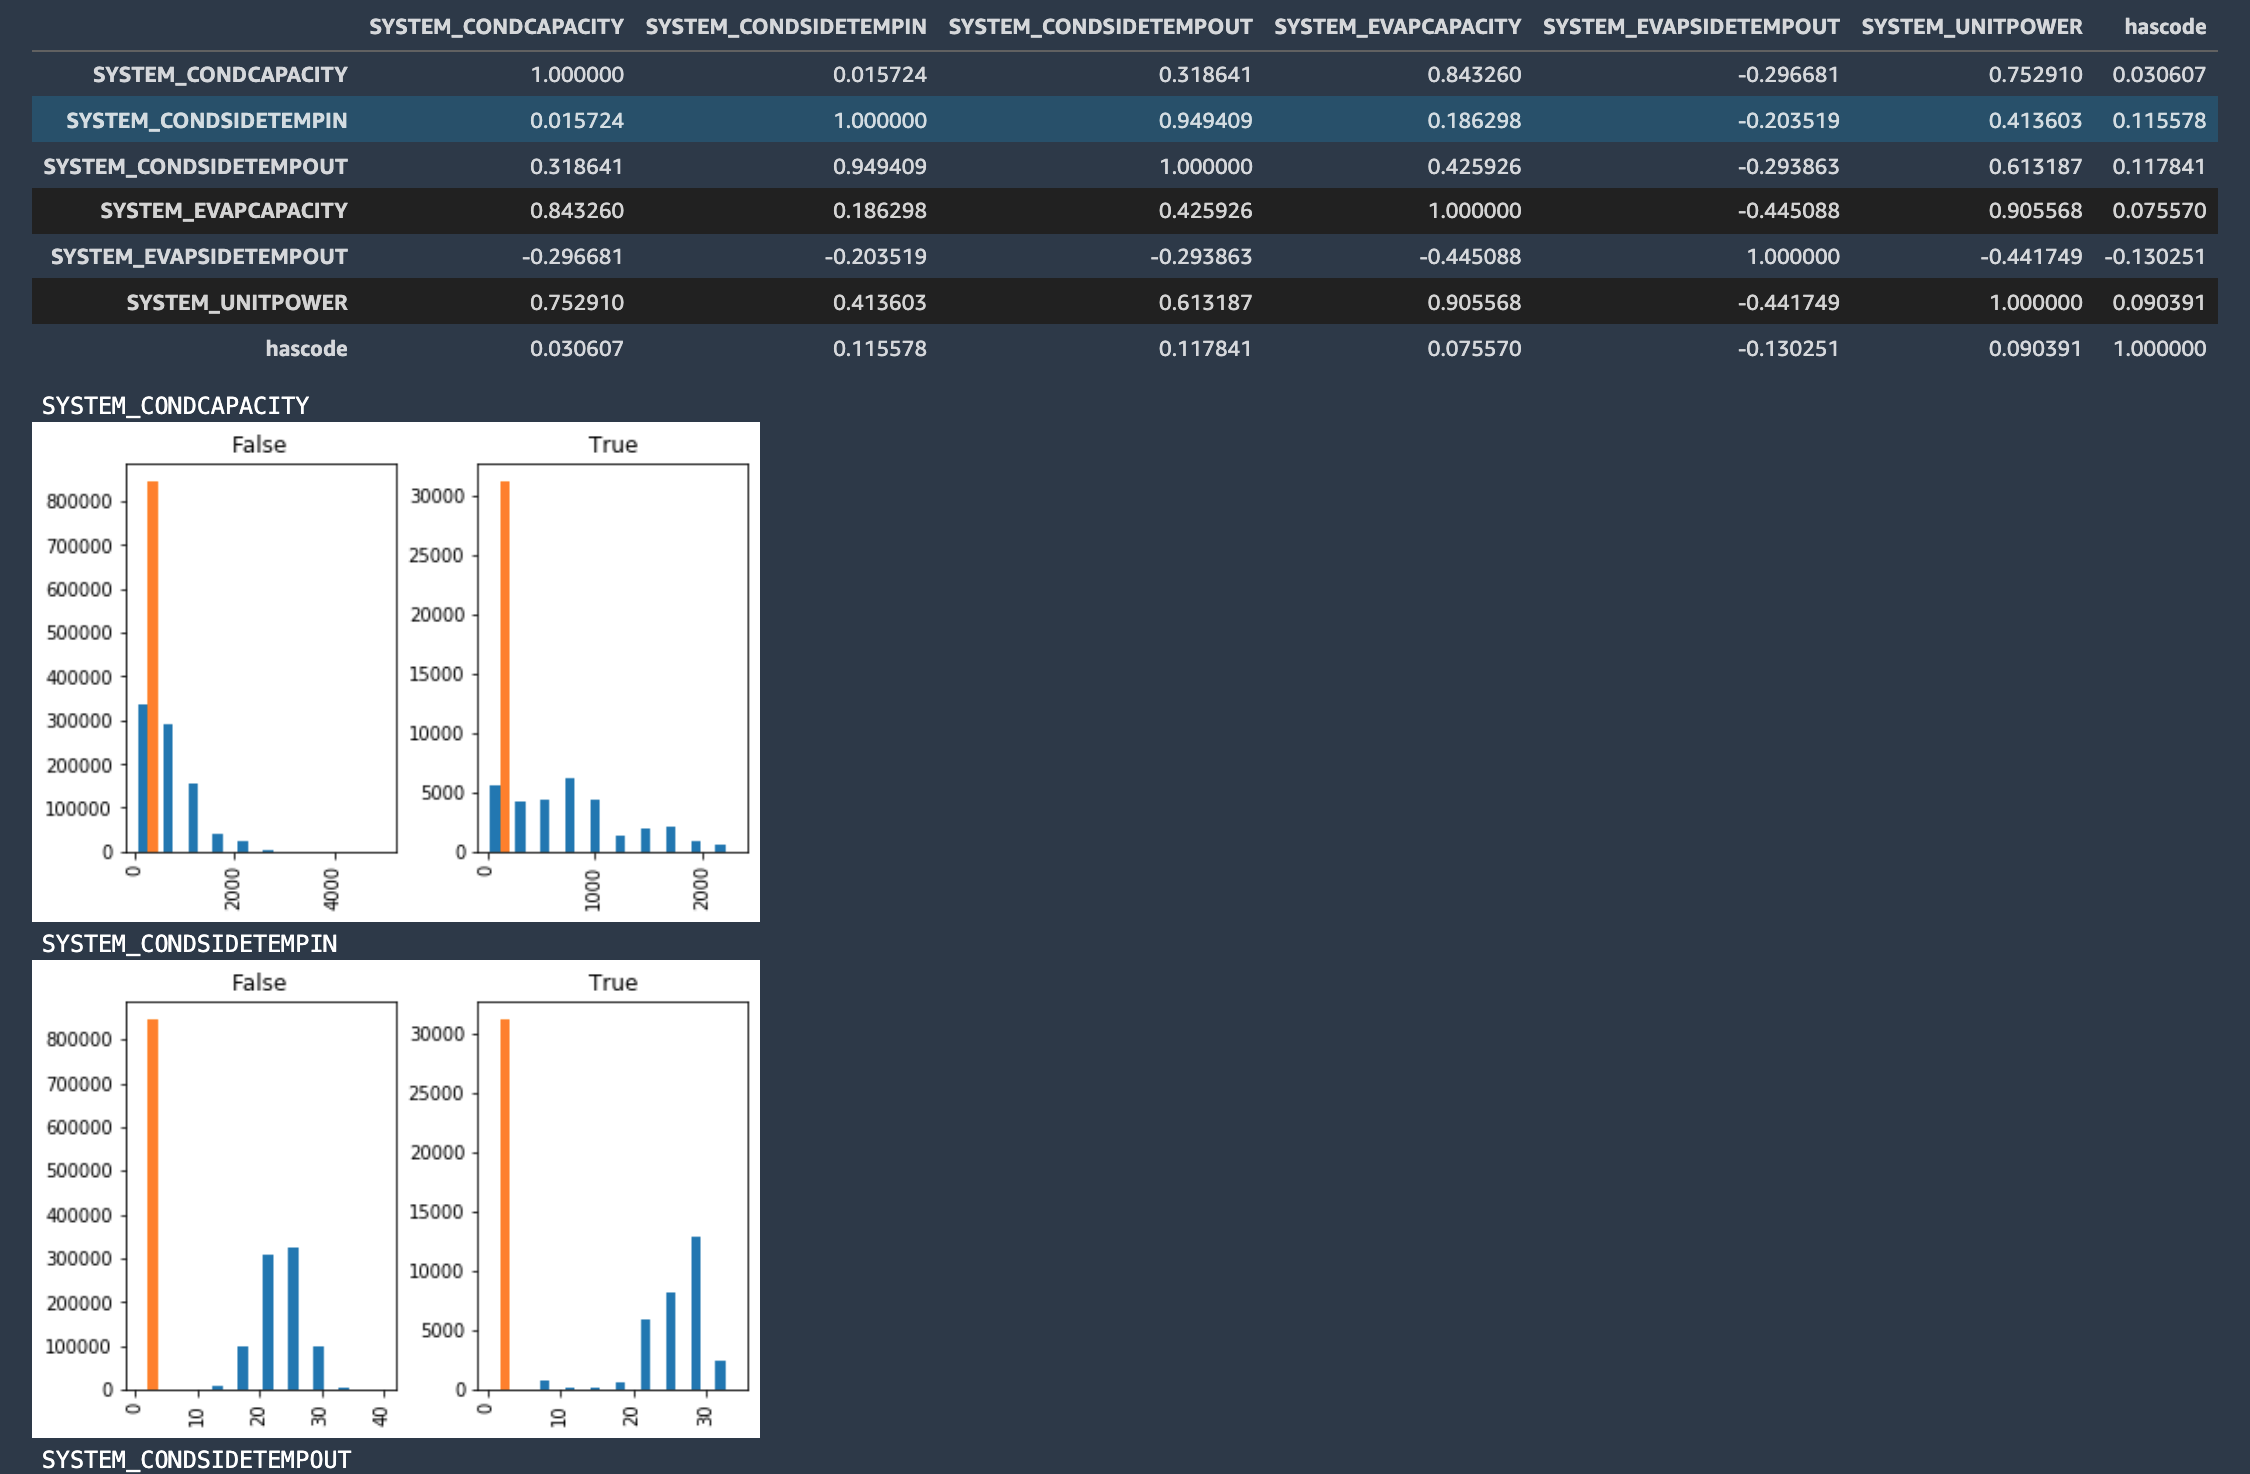 SYSTEM_CONDCAPACITY SYSTEM_CONDSIDETEMPIN SYSTEM_CONDSIDETEMPOUT SYSTEM_EVAPCAPACITY SYSTEM_EVAPSIDETEMPOUT SYSTEM_UNITPOWER hascode
SYSTEM_CONDCAPACITY 1.000000 0.015724 0.318641 0.843260 -0.296681 0.752910 0.030607
SYSTEM_CONDSIDETEMPIN 0.015724 1.000000 0.949409 0.186298 -0.203519 0.413603 0.115578
SYSTEM_CONDSIDETEMPOUT 0.318641 0.949409 1.000000 0.425926 -0.293863 0.613187 0.117841
SYSTEM_EVAPCAPACITY 0.843260 0.186298 0.425926 1.000000 -0.445088 0.905568 0.075570
SYSTEM_EVAPSIDETEMPOUT -0.296681 -0.203519 -0.293863 -0.445088 1.000000 -0.441749 -0.130251
SYSTEM_UNITPOWER 0.752910 0.413603 0.613187 0.905568 -0.441749 1.000000 0.090391
hascode 0.030607 0.115578 0.117841 0.075570 -0.130251 0.090391 1.000000
SYSTEM_CONDCAPACITY
False
800000
700000
600000
500000
400000
300000
200000
100000
0
0 2000 4000
True
30000
25000
20000
15000
10000
5000
0
0 1000 2000
SYSTEM_CONDSIDETEMPIN
False
800000
700000
600000
500000
400000
300000
200000
100000
0
0 10 20 30 40
True
30000
25000
20000
15000
10000
5000
0
0 10 20 30
SYSTEM_CONDSIDETEMPOUT